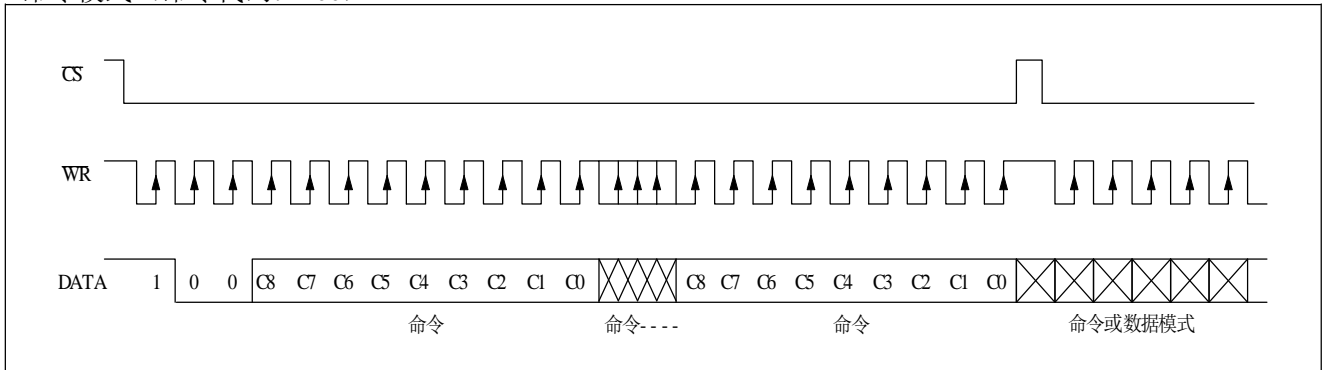 CS
WR
DATA 1 0 0 C8 C7 C6 C5 C4 C3 C2 C1 C0 C8 C7 C6 C5 C4 C3 C2 C1 C0
命令 命令---- 命令 命令或数据模式